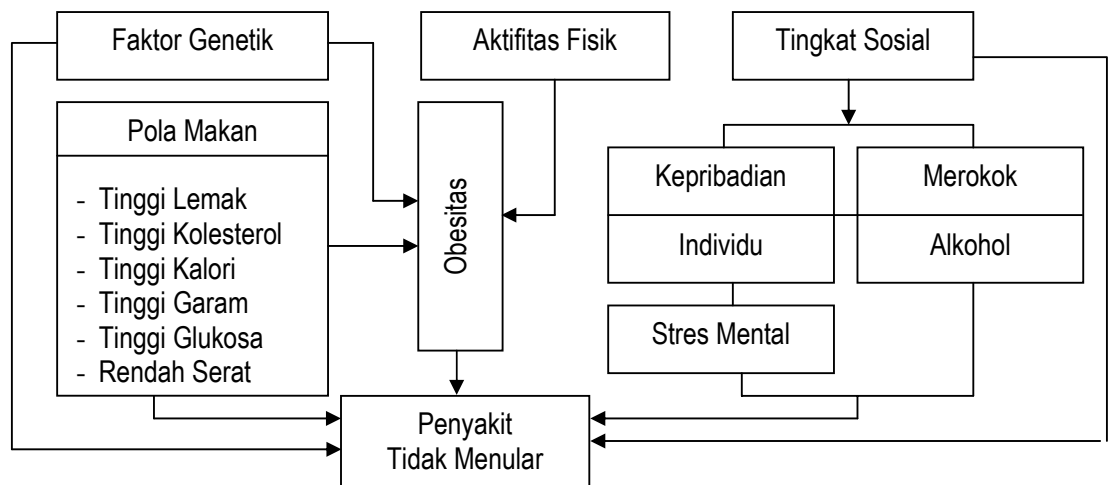 Faktor Genetik
Aktifitas Fisik
Tingkat Sosial
Pola Makan
- Tinggi Lemak
- Tinggi Kolesterol
- Tinggi Kalori
- Tinggi Garam
- Tinggi Glukosa
- Rendah Serat
Obesitas
Kepribadian
Merokok
Individu
Alkohol
Stres Mental
Penyakit
Tidak Menular